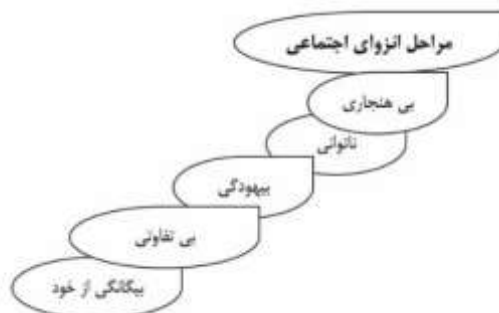 مراحل انزوای اجتماعی
بی هنجاری
ناتوانی
بیهودگی
بی تفاوتی
بیگانگی از خود